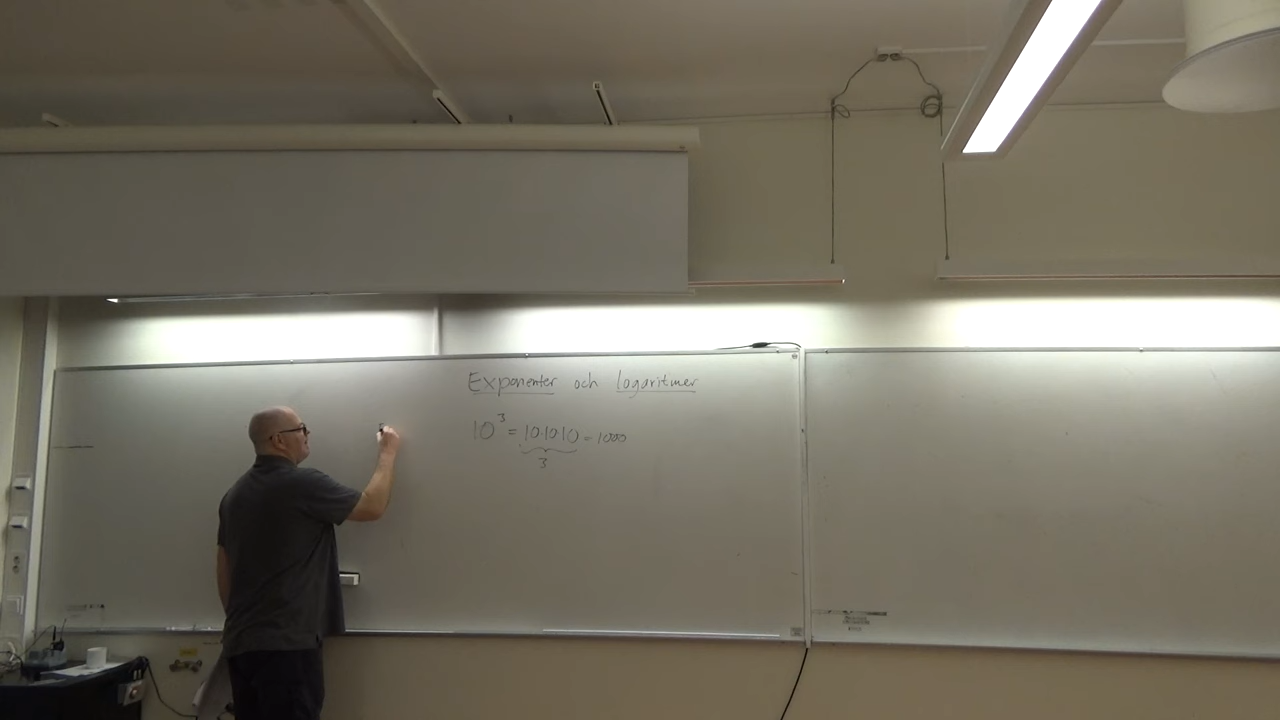 Exponenter och logaritmer
10³ = 10·10·10 = 1000
3